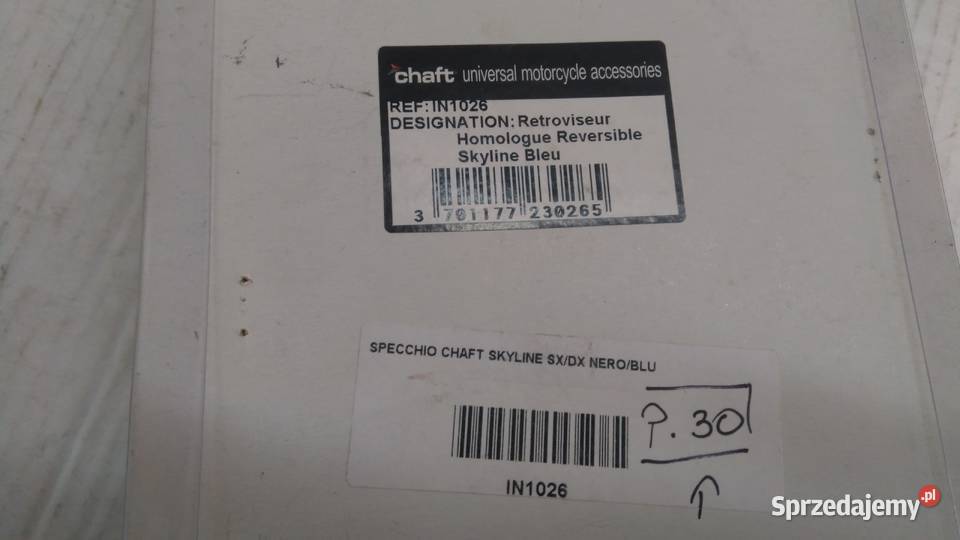 chaft universal motorcycle accessories
REF: IN1026
DESIGNATION: Retroviseur
Homologue Reversible
Skyline Bleu
3 701177 230265
SPECCHIO CHAFT SKYLINE SX/DX NERO/BLU
P. 30
IN1026
Sprzedajemy.pl